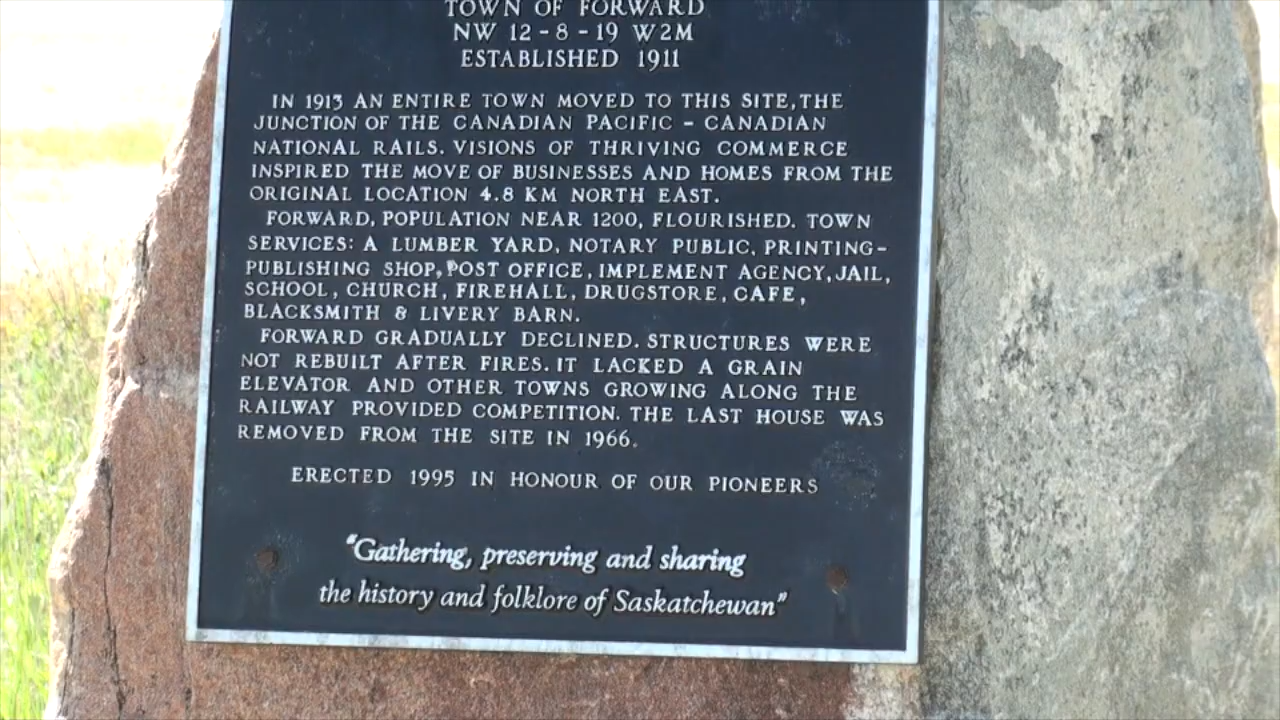 TOWN OF FORWARD
NW 12-8-19 W2M
ESTABLISHED 1911
IN 1913 AN ENTIRE TOWN MOVED TO THIS SITE, THE
JUNCTION OF THE CANADIAN PACIFIC - CANADIAN
NATIONAL RAILS. VISIONS OF THRIVING COMMERCE
INSPIRED THE MOVE OF BUSINESSES AND HOMES FROM THE
ORIGINAL LOCATION 4.8 KM NORTH EAST.
FORWARD, POPULATION NEAR 1200, FLOURISHED. TOWN
SERVICES: A LUMBER YARD, NOTARY PUBLIC, PRINTING-
PUBLISHING SHOP, POST OFFICE, IMPLEMENT AGENCY, JAIL,
SCHOOL, CHURCH, FIREHALL, DRUGSTORE, CAFE,
BLACKSMITH & LIVERY BARN.
FORWARD GRADUALLY DECLINED. STRUCTURES WERE
NOT REBUILT AFTER FIRES. IT LACKED A GRAIN
ELEVATOR AND OTHER TOWNS GROWING ALONG THE
RAILWAY PROVIDED COMPETITION. THE LAST HOUSE WAS
REMOVED FROM THE SITE IN 1966.
ERECTED 1995 IN HONOUR OF OUR PIONEERS
"Gathering, preserving and sharing
the history and folklore of Saskatchewan"